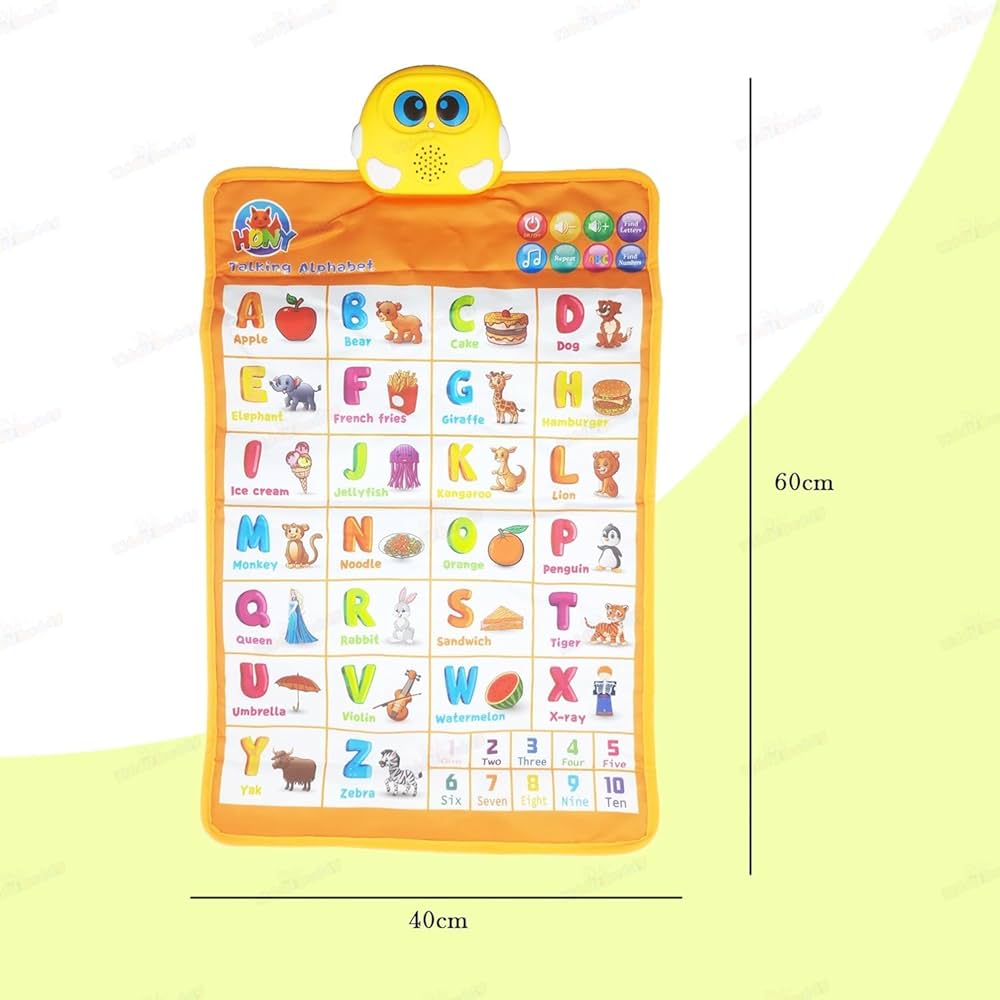 HONY
Talking Alphabet
ON/OFF
Find Letters
Repeat
ABC
Find Numbers
A
Apple
B
Bear
C
Cake
D
Dog
E
Elephant
F
French fries
G
Giraffe
H
Hamburger
I
Ice cream
J
Jellyfish
K
Kangaroo
L
Lion
M
Monkey
N
Noodle
O
Orange
P
Penguin
Q
Queen
R
Rabbit
S
Sandwich
T
Tiger
U
Umbrella
V
Violin
W
Watermelon
X
X-ray
Y
Yak
Z
Zebra
1 2 3 4 5
One Two Three Four Five
6 7 8 9 10
Six Seven Eight Nine Ten
60cm
40cm